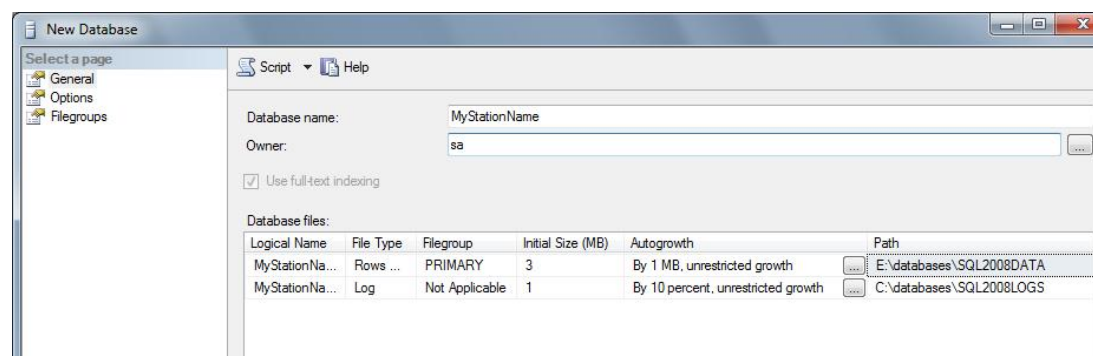 New Database
Select a page
General
Options
Filegroups
Script Help
Database name: MyStationName
Owner: sa ...
Use full-text indexing
Database files:
Logical Name File Type Filegroup Initial Size (MB) Autogrowth Path
MyStationNa... Rows ... PRIMARY 3 By 1 MB, unrestricted growth ... E:\databases\SQL2008DATA
MyStationNa... Log Not Applicable 1 By 10 percent, unrestricted growth ... C:\databases\SQL2008LOGS